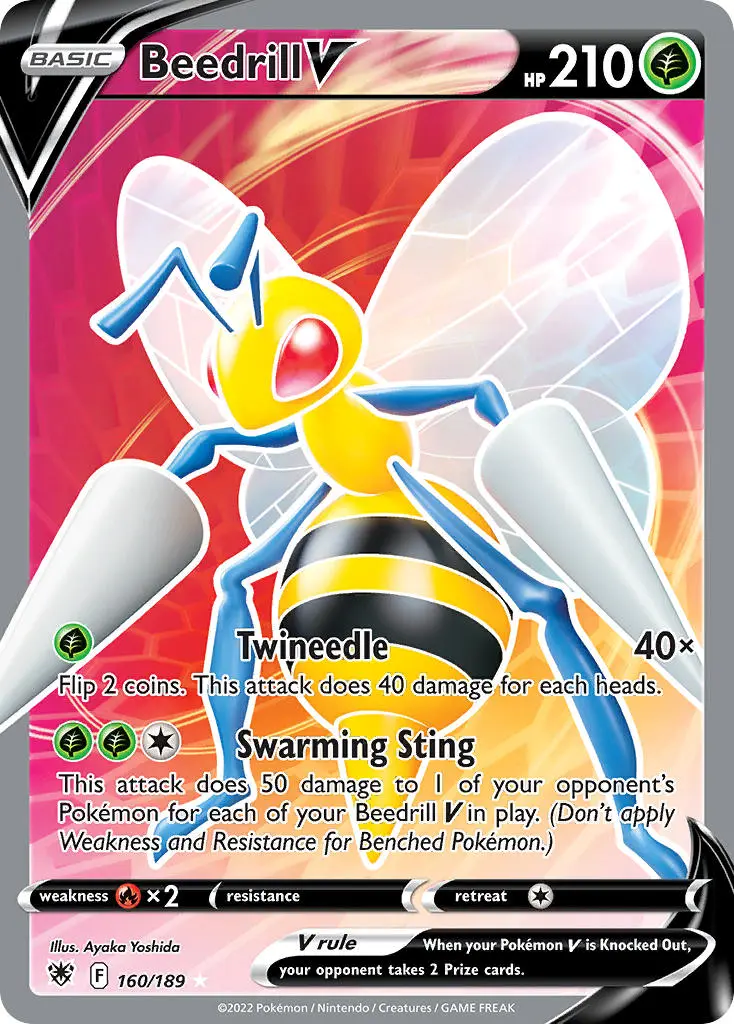 BASIC Beedrill V HP 210
Twineedle 40×
Flip 2 coins. This attack does 40 damage for each heads.
Swarming Sting
This attack does 50 damage to 1 of your opponent's
Pokémon for each of your Beedrill V in play. (Don't apply
Weakness and Resistance for Benched Pokémon.)
weakness ×2 resistance retreat
Illus. Ayaka Yoshida
V rule When your Pokémon V is Knocked Out,
your opponent takes 2 Prize cards.
F 160/189
©2022 Pokémon / Nintendo / Creatures / GAME FREAK